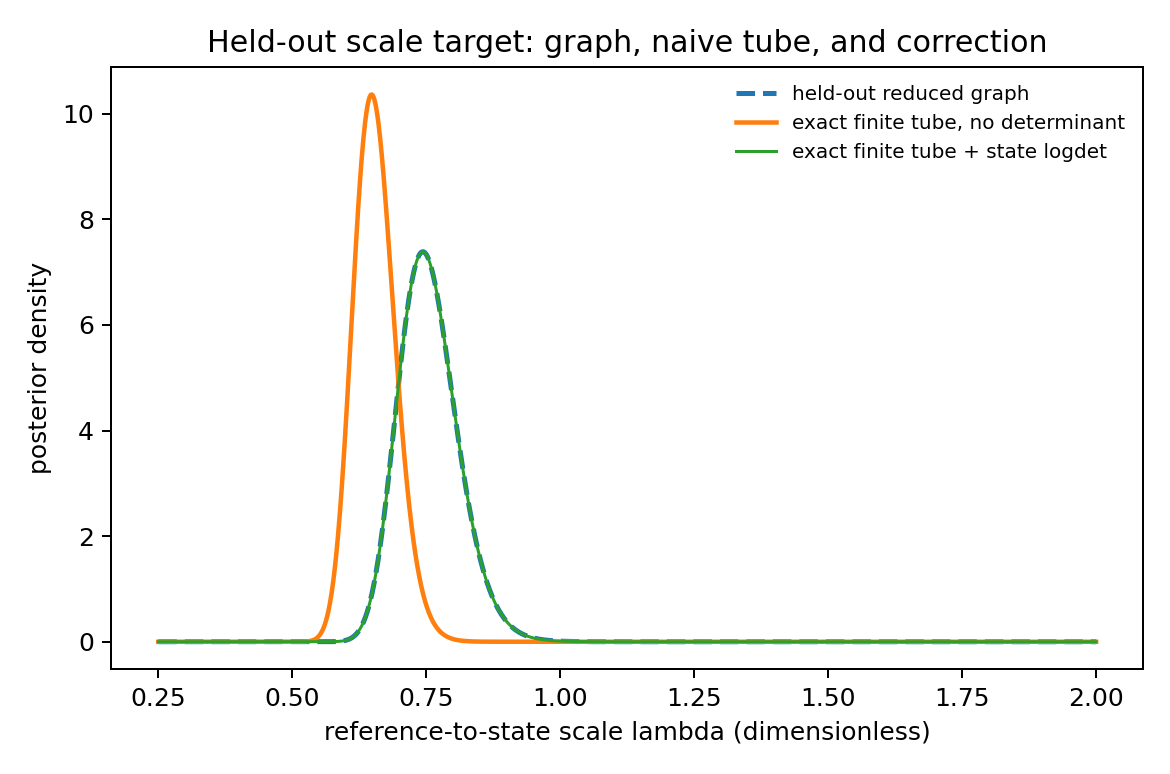 Held-out scale target: graph, naive tube, and correction
held-out reduced graph
exact finite tube, no determinant
exact finite tube + state logdet
posterior density
10
8
6
4
2
0
0.25 0.50 0.75 1.00 1.25 1.50 1.75 2.00
reference-to-state scale lambda (dimensionless)